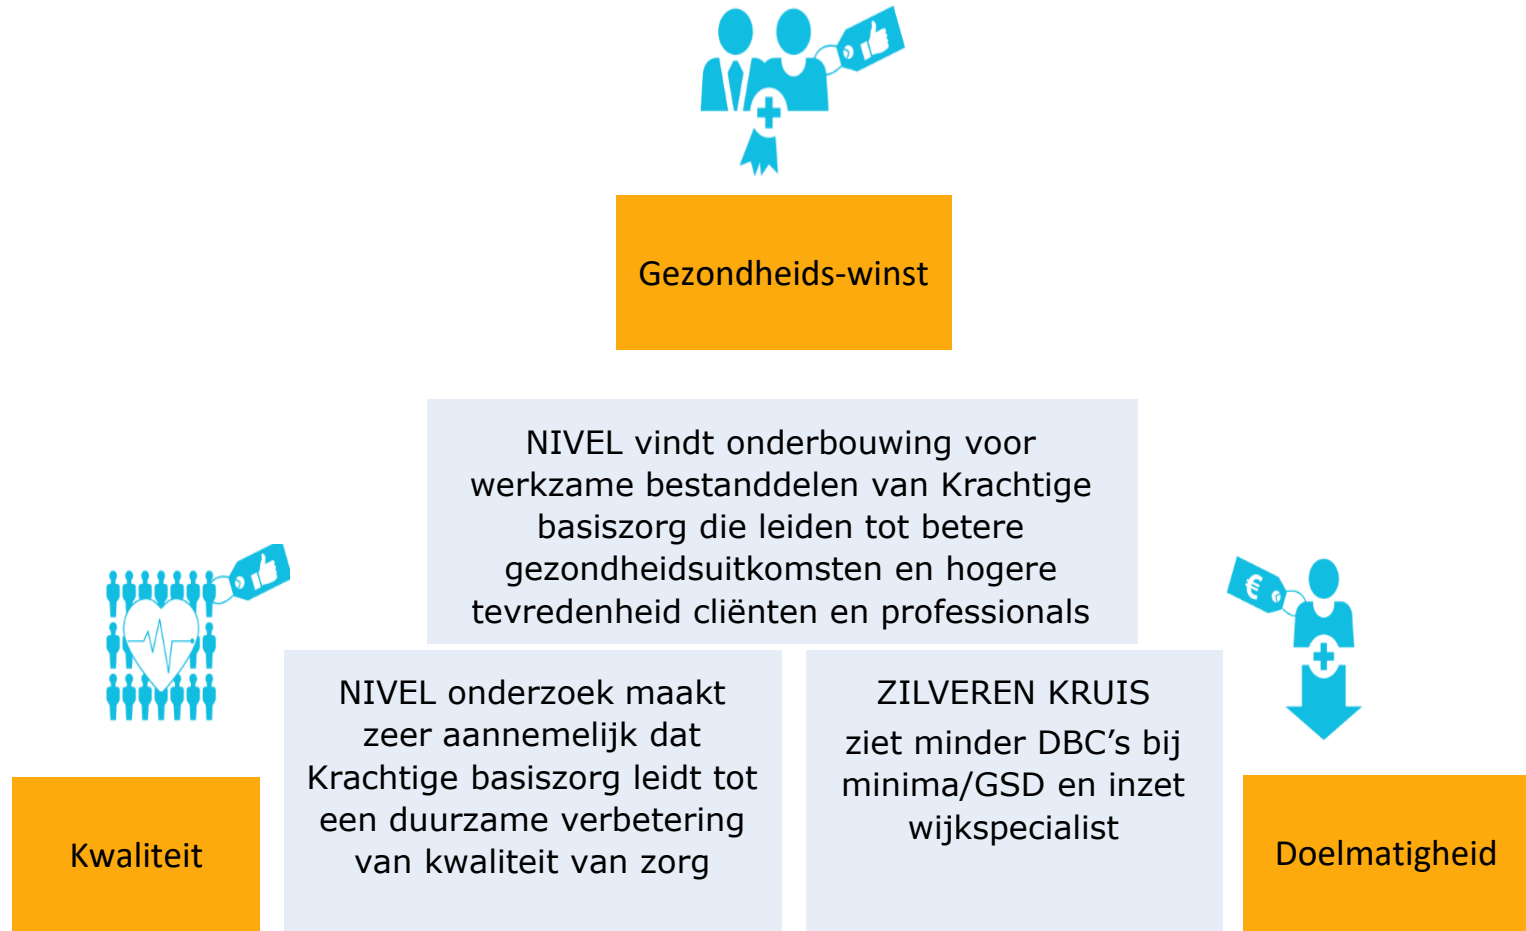 Gezondheids-winst
NIVEL vindt onderbouwing voor
werkzame bestanddelen van Krachtige
basiszorg die leiden tot betere
gezondheidsuitkomsten en hogere
tevredenheid cliënten en professionals
€
NIVEL onderzoek maakt
zeer aannemelijk dat
Krachtige basiszorg leidt tot
een duurzame verbetering
van kwaliteit van zorg
ZILVEREN KRUIS
ziet minder DBC’s bij
minima/GSD en inzet
wijkspecialist
Kwaliteit
Doelmatigheid